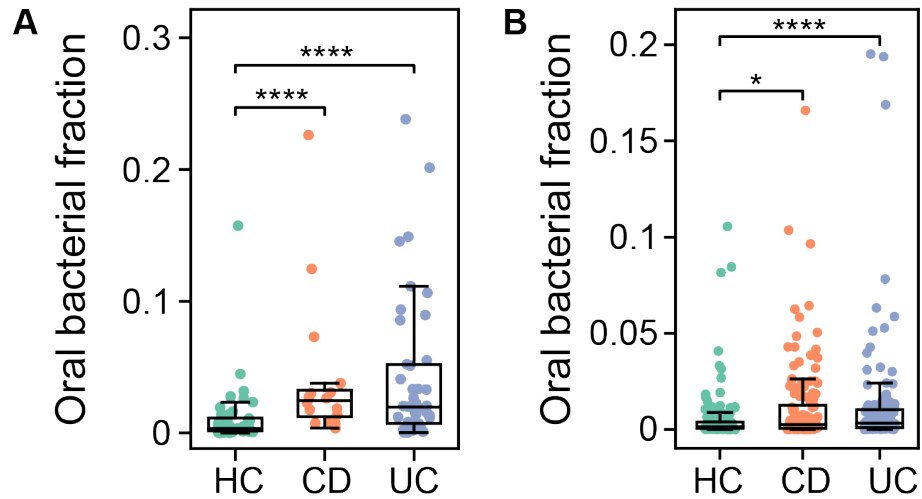 A
Oral bacterial fraction
0.3
0.2
0.1
0
****
****
HC CD UC
B
Oral bacterial fraction
0.2
0.15
0.1
0.05
0
****
*
HC CD UC